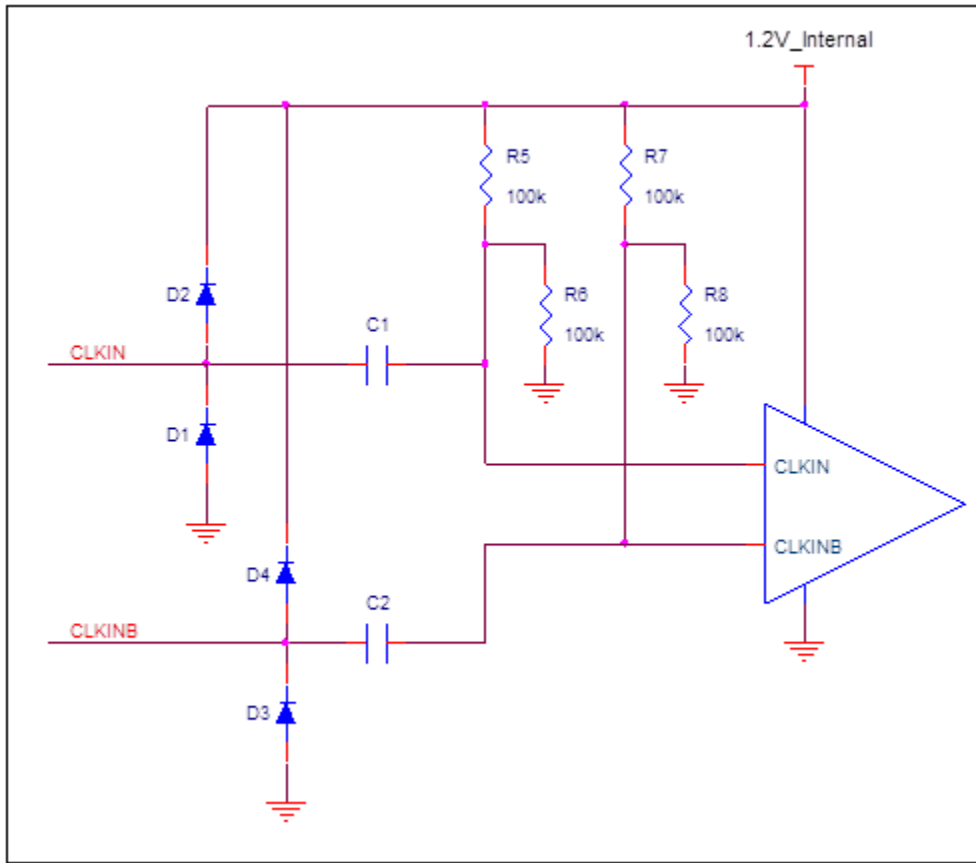 1.2V_Internal
R5
100k
R7
100k
D2
R6
100k
R8
100k
C1
CLKIN
D1
CLKIN
CLKINB
D4
C2
CLKINB
D3